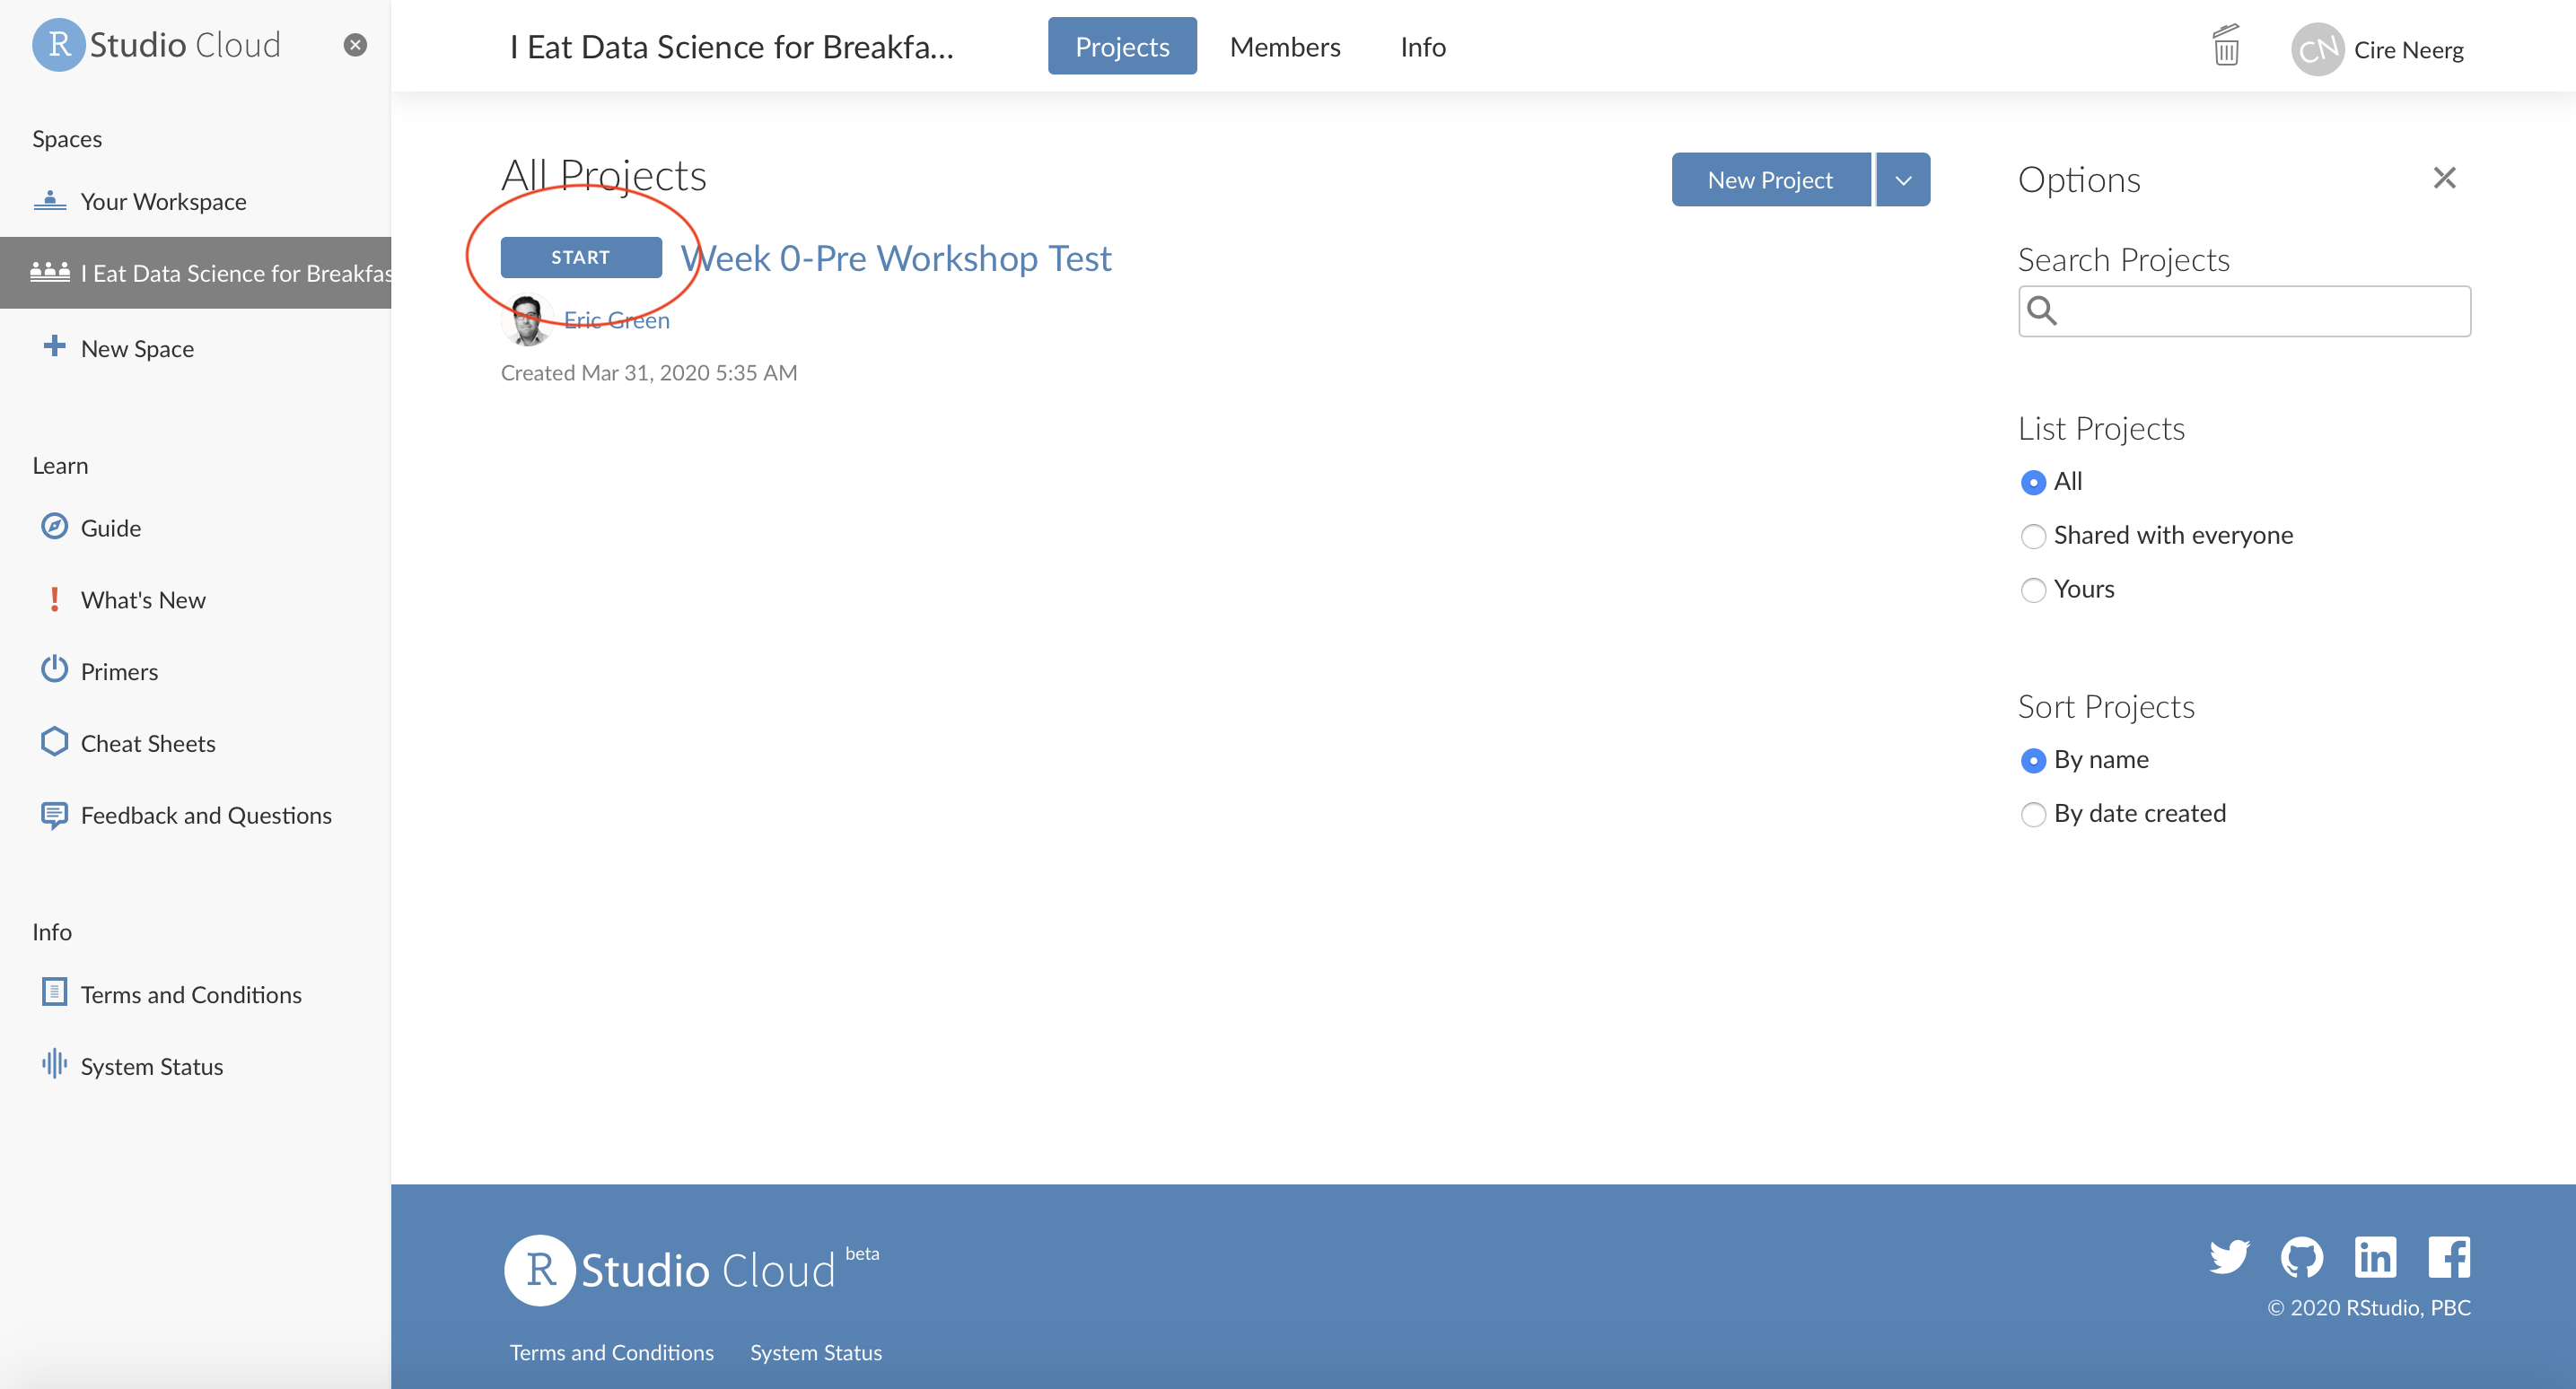 R Studio Cloud
I Eat Data Science for Breakfa...
Projects
Members
Info
CN
Cire Neerg
Spaces
Your Workspace
I Eat Data Science for Breakfas
New Space
Learn
Guide
What's New
Primers
Cheat Sheets
Feedback and Questions
Info
Terms and Conditions
System Status
All Projects
New Project
START
Week 0-Pre Workshop Test
Eric Green
Created Mar 31, 2020 5:35 AM
Options
Search Projects
List Projects
All
Shared with everyone
Yours
Sort Projects
By name
By date created
R Studio Cloud beta
Terms and Conditions
System Status
© 2020 RStudio, PBC